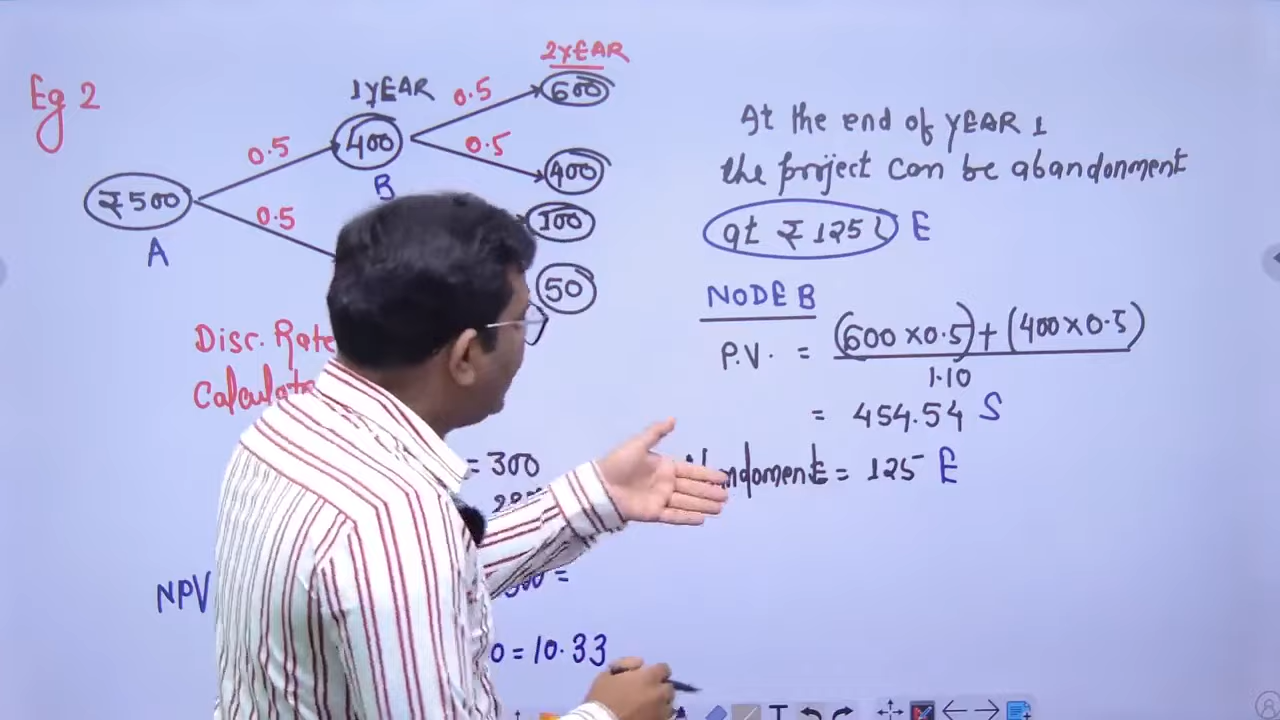 Eg 2
2YEAR
1YEAR
0.5
600
0.5
400
0.5
400
₹500
0.5
100
B
A
50
Disc. Rate
Calculate
= 300
NPV
0 = 10.33
At the end of YEAR 1
the project can be abandonment
at ₹ 125 E
NODE B
P.V. = (600 × 0.5) + (400 × 0.5)
1.10
= 454.54 S
= 125 E
T